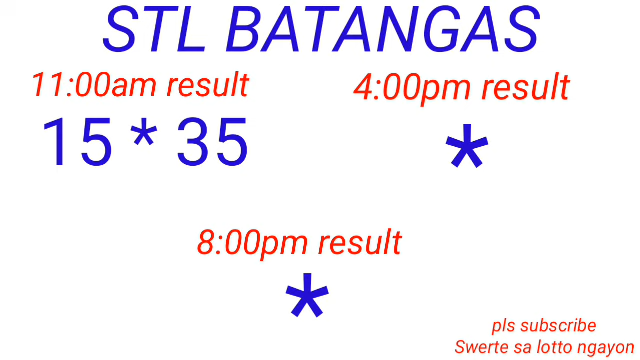 STL BATANGAS
11:00am result
15 * 35
4:00pm result
*
8:00pm result
*
pls subscribe
Swerte sa lotto ngayon